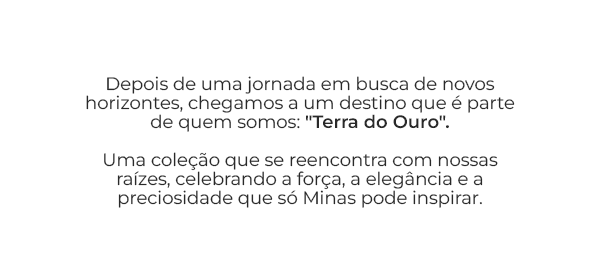 Depois de uma jornada em busca de novos
horizontes, chegamos a um destino que é parte
de quem somos: "Terra do Ouro".
Uma coleção que se reencontra com nossas
raízes, celebrando a força, a elegância e a
preciosidade que só Minas pode inspirar.